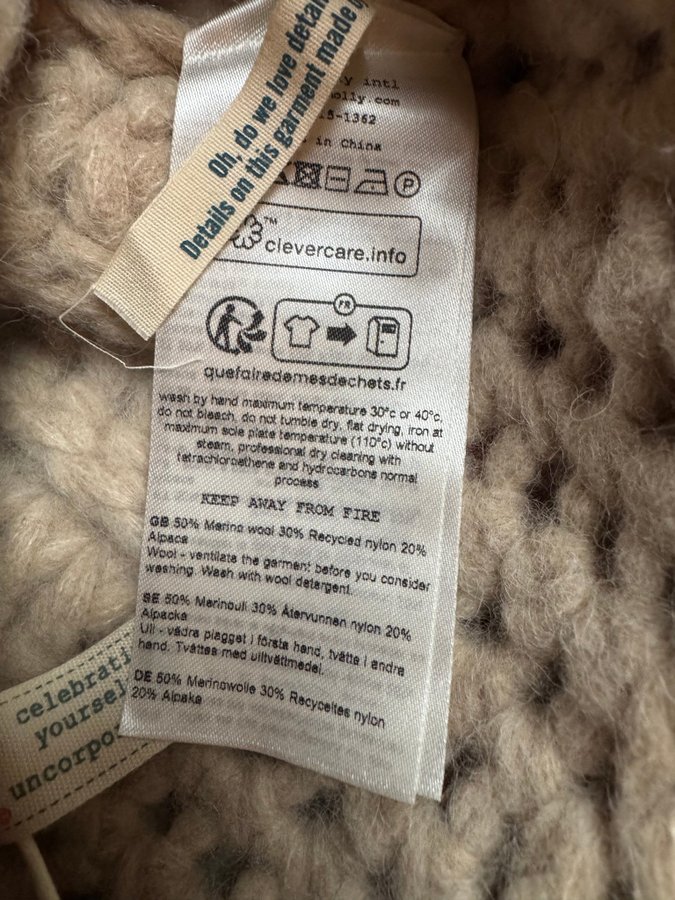 Oh, do we love detai
Details on this garment made
y intl
olly.com
5-1362
in China
P
TM
clevercare.info
FR
quefairedemesdechets.fr
wash by hand maximum temperature 30°c or 40°c,
do not bleach, do not tumble dry, flat drying, iron at
maximum sole plate temperature (110°c) without
steam, professional dry cleaning with
tetrachloroethene and hydrocarbons normal
process
KEEP AWAY FROM FIRE
GB 50% Merino wool 30% Recycled nylon 20%
Alpaca
Wool - ventilate the garment before you consider
washing. Wash with wool detergent.
SE 50% Merinoull 30% Återvunnen nylon 20%
Alpacka
Ull - vädra plagget i första hand, tvätta i andra
hand. Tvättas med ulltvättmedel.
DE 50% Merinowolle 30% Recyceltes nylon
20% Alpaka
celebrati
yoursel
uncorpo